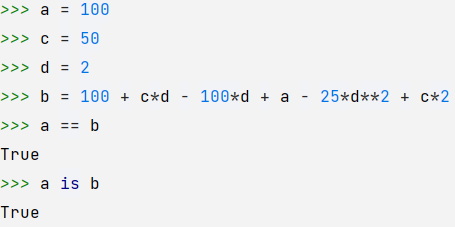 >>> a = 100
>>> c = 50
>>> d = 2
>>> b = 100 + c*d - 100*d + a - 25*d**2 + c*2
>>> a == b
True
>>> a is b
True